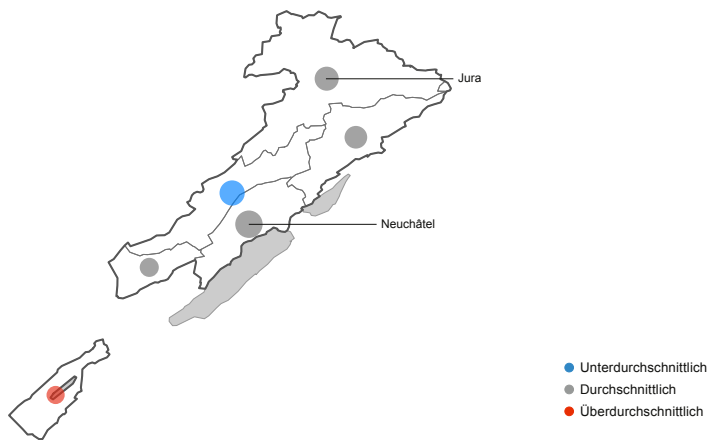 Jura
Neuchâtel
Unterdurchschnittlich
Durchschnittlich
Überdurchschnittlich